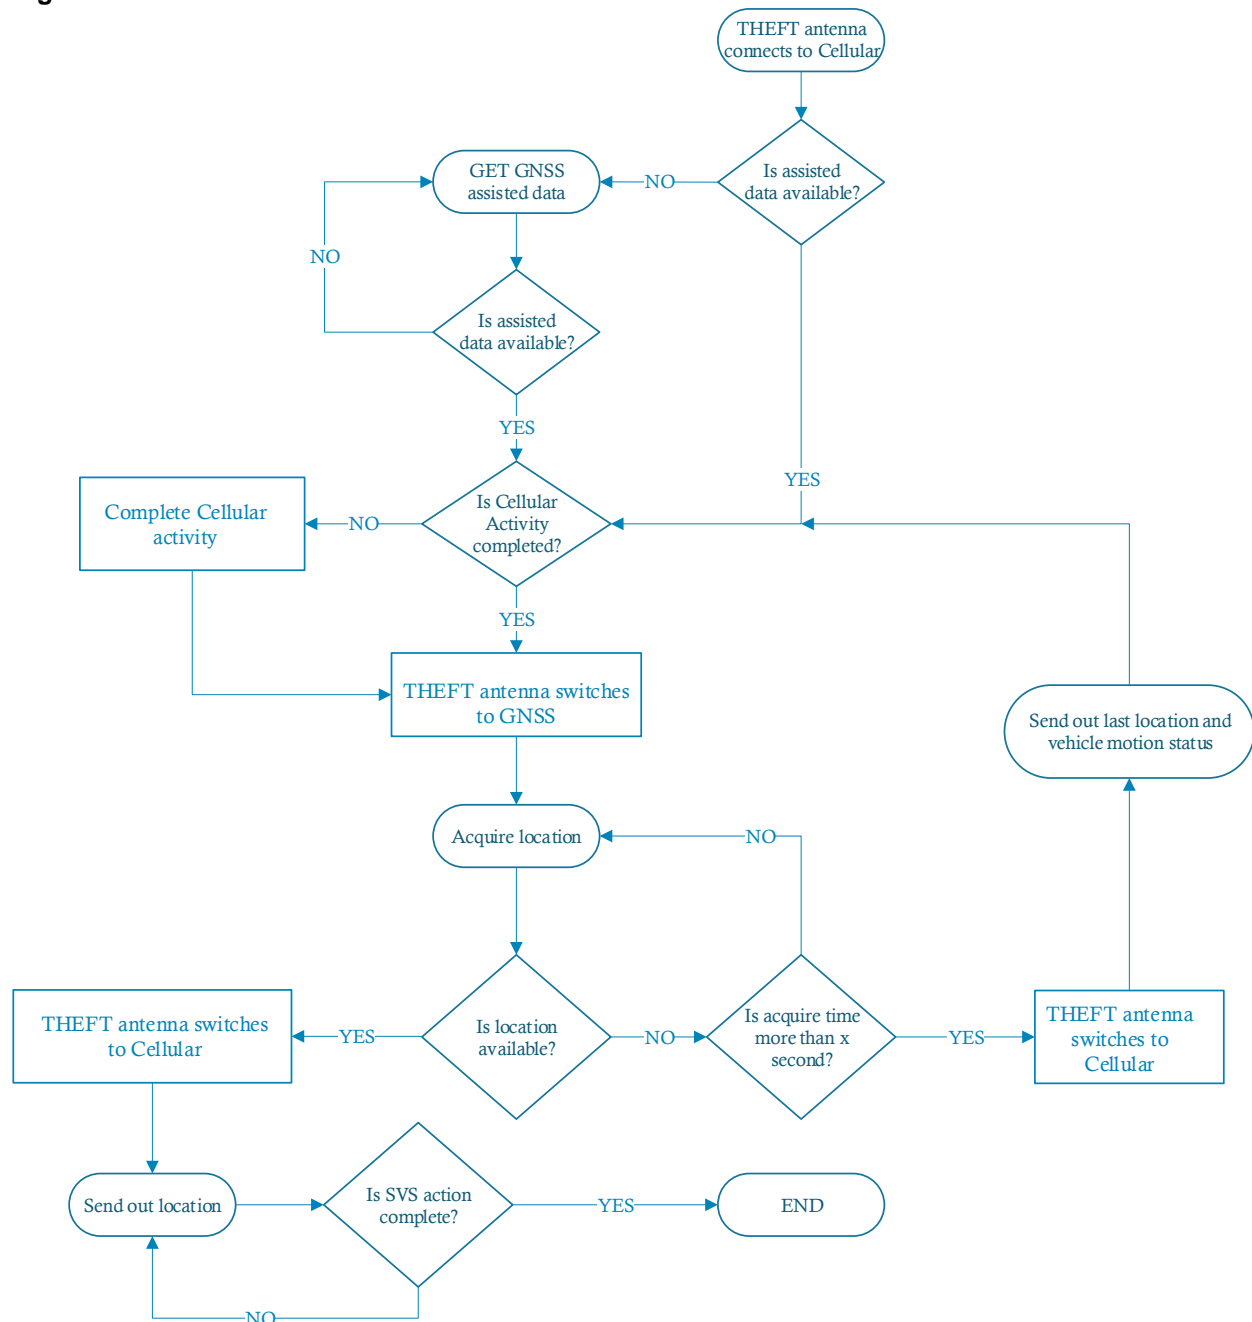 THEFT antenna
connects to Cellular
Is assisted
data available?
NO
GET GNSS
assisted data
NO
Is assisted
data available?
YES
YES
Is Cellular
Activity
completed?
NO
Complete Cellular
activity
YES
THEFT antenna switches
to GNSS
Send out last location and
vehicle motion status
Acquire location
NO
Is location
available?
YES
THEFT antenna switches
to Cellular
NO
Is acquire time
more than x
second?
YES
THEFT antenna
switches to
Cellular
Send out location
Is SVS action
complete?
YES
END
NO